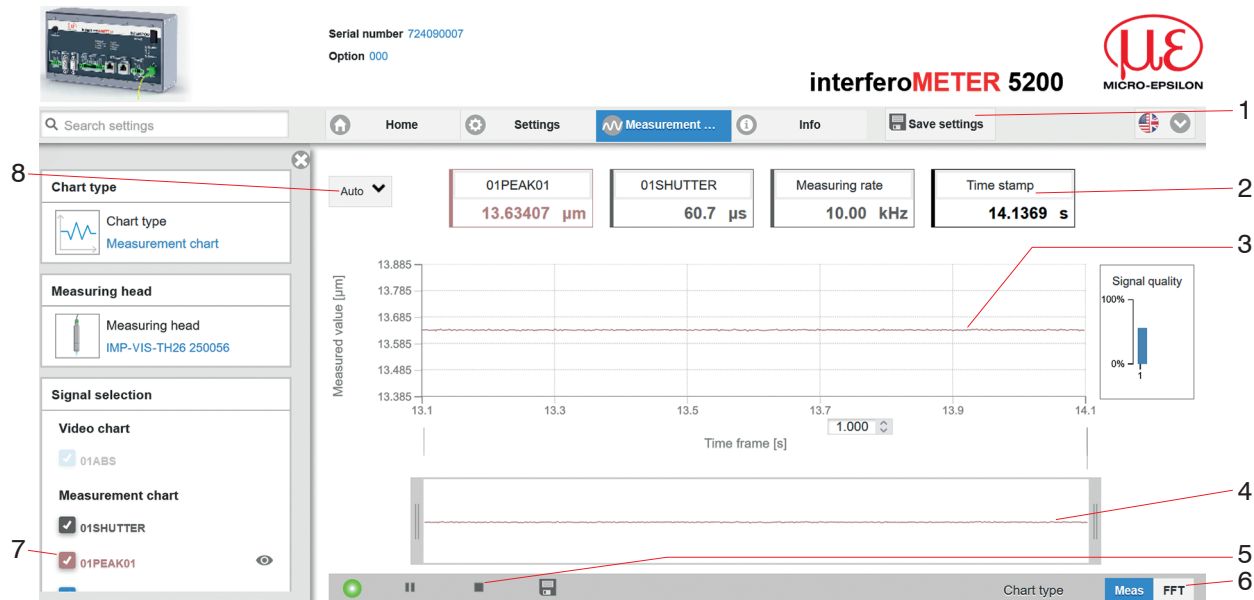 Serial number 724090007
Option 000
interferoMETER 5200
με
MICRO-EPSILON
Search settings
Home
Settings
Measurement ...
Info
Save settings
1
8
Chart type
Chart type
Measurement chart
Measuring head
Measuring head
IMP-VIS-TH26 250056
Signal selection
Video chart
01ABS
Measurement chart
01SHUTTER
7
01PEAK01
Auto
01PEAK01
13.63407 µm
01SHUTTER
60.7 µs
Measuring rate
10.00 kHz
Time stamp
14.1369 s
2
3
Measured value [µm]
13.885
13.785
13.685
13.585
13.485
13.385
13.1
13.3
13.5
13.7
13.9
14.1
1.000
Time frame [s]
Signal quality
100%
0%
1
4
5
Chart type
Meas
FFT
6